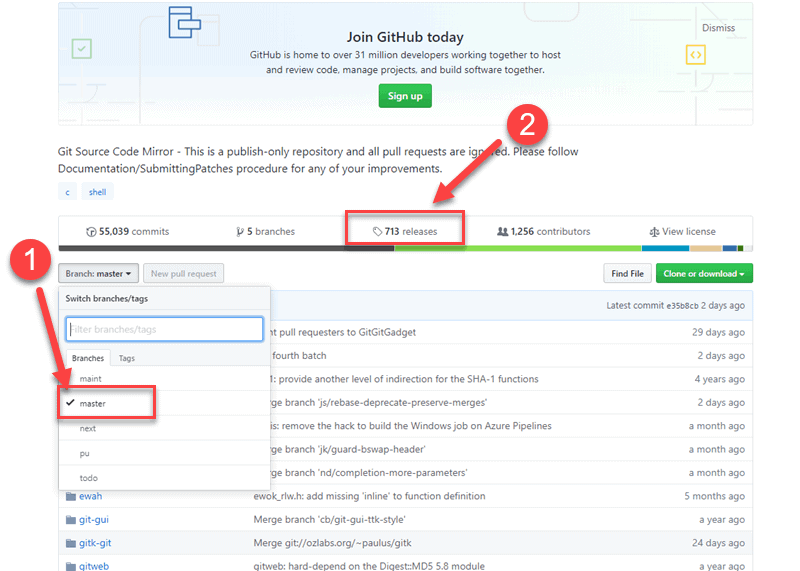 Join GitHub today
Dismiss
GitHub is home to over 31 million developers working together to host
and review code, manage projects, and build software together.
Sign up
2
Git Source Code Mirror - This is a publish-only repository and all pull requests are ignored. Please follow
Documentation/SubmittingPatches procedure for any of your improvements.
c shell
55,039 commits 5 branches 713 releases 1,256 contributors View license
1
Branch: master New pull request Find File Clone or download
Switch branches/tags
Latest commit e35b8cb 2 days ago
Filter branches/tags
nt pull requesters to GitGitGadget 29 days ago
fourth batch 2 days ago
Branches Tags
maint
1: provide another level of indirection for the SHA-1 functions 4 years ago
master
ge branch 'js/rebase-deprecate-preserve-merges' 2 days ago
next
is: remove the hack to build the Windows job on Azure Pipelines a month ago
pu
ge branch 'jk/guard-bswap-header' a month ago
todo
ge branch 'nd/completion-more-parameters' a month ago
ewah ewok_rlw.h: add missing 'inline' to function definition 5 months ago
git-gui Merge branch 'cb/git-gui-ttk-style' a year ago
gitk-git Merge git://ozlabs.org/~paulus/gitk 24 days ago
gitweb gitweb: hard-depend on the Digest::MD5 5.8 module a year ago